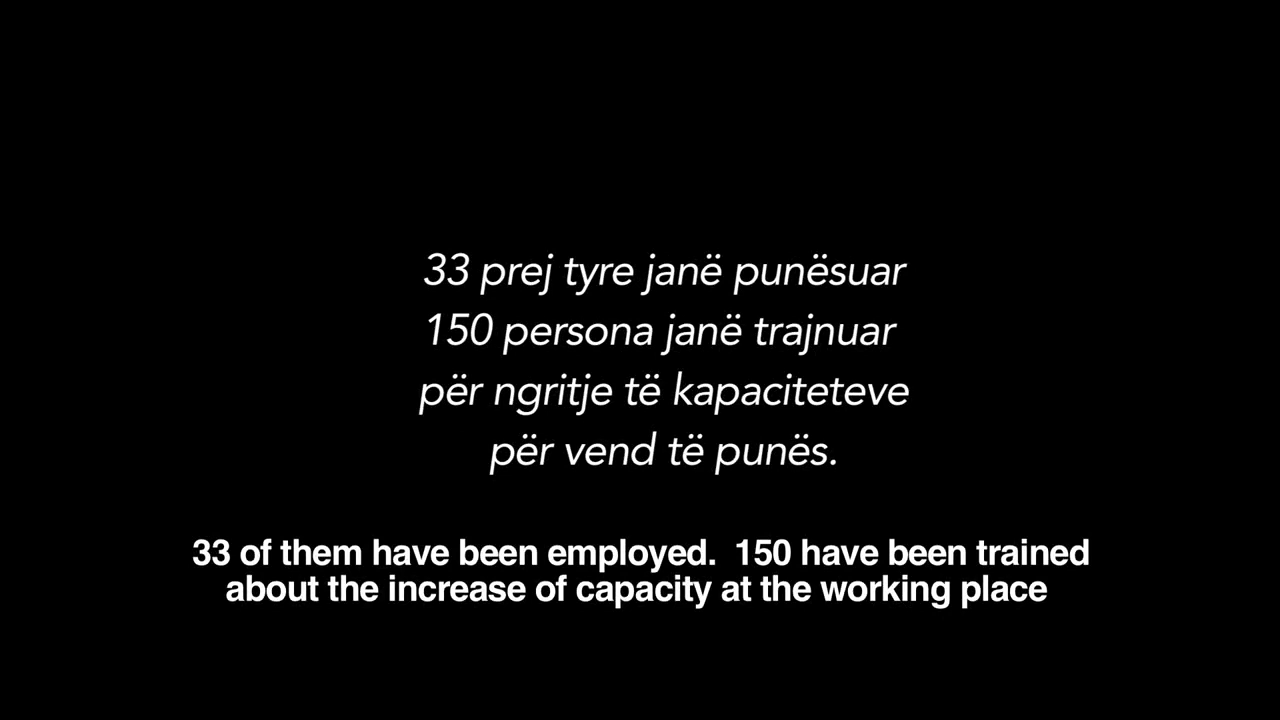 33 prej tyre janë punësuar
150 persona janë trajnuar
për ngritje të kapaciteteve
për vend të punës.
33 of them have been employed.  150 have been trained
about the increase of capacity at the working place